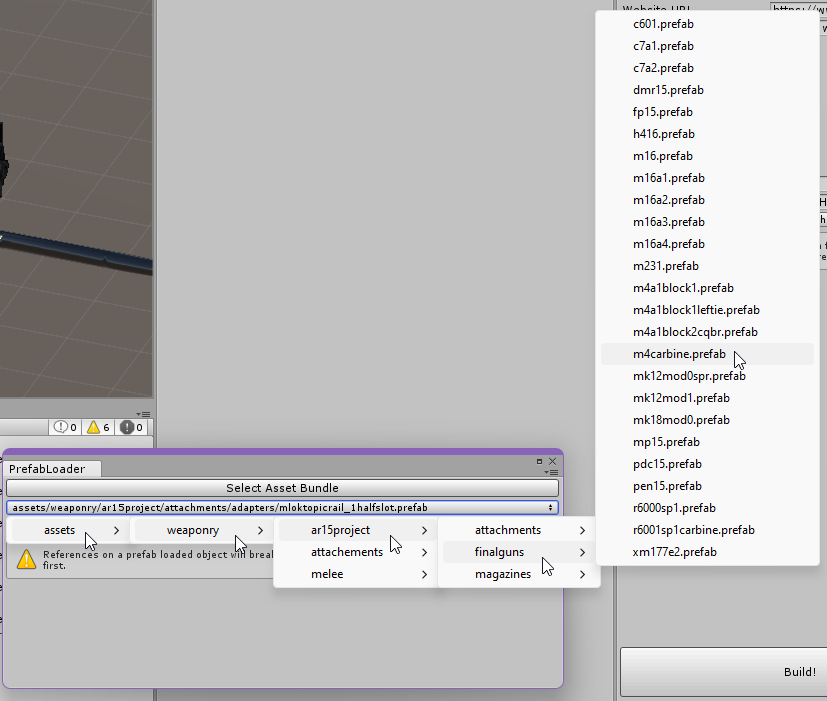 Website URL
https://w
c601.prefab
c7a1.prefab
c7a2.prefab
dmr15.prefab
fp15.prefab
h416.prefab
m16.prefab
m16a1.prefab
m16a2.prefab
m16a3.prefab
m16a4.prefab
m231.prefab
m4a1block1.prefab
m4a1block1leftie.prefab
m4a1block2cqbr.prefab
m4carbine.prefab
mk12mod0spr.prefab
mk12mod1.prefab
mk18mod0.prefab
mp15.prefab
pdc15.prefab
pen15.prefab
r6000sp1.prefab
r6001sp1carbine.prefab
xm177e2.prefab
0 6 0
PrefabLoader
Select Asset Bundle
assets/weaponry/ar15project/attachments/adapters/mloktopicrail_1halfslot.prefab
assets
weaponry
ar15project
attachements
melee
attachments
finalguns
magazines
References on a prefab loaded object will
first.
Build!